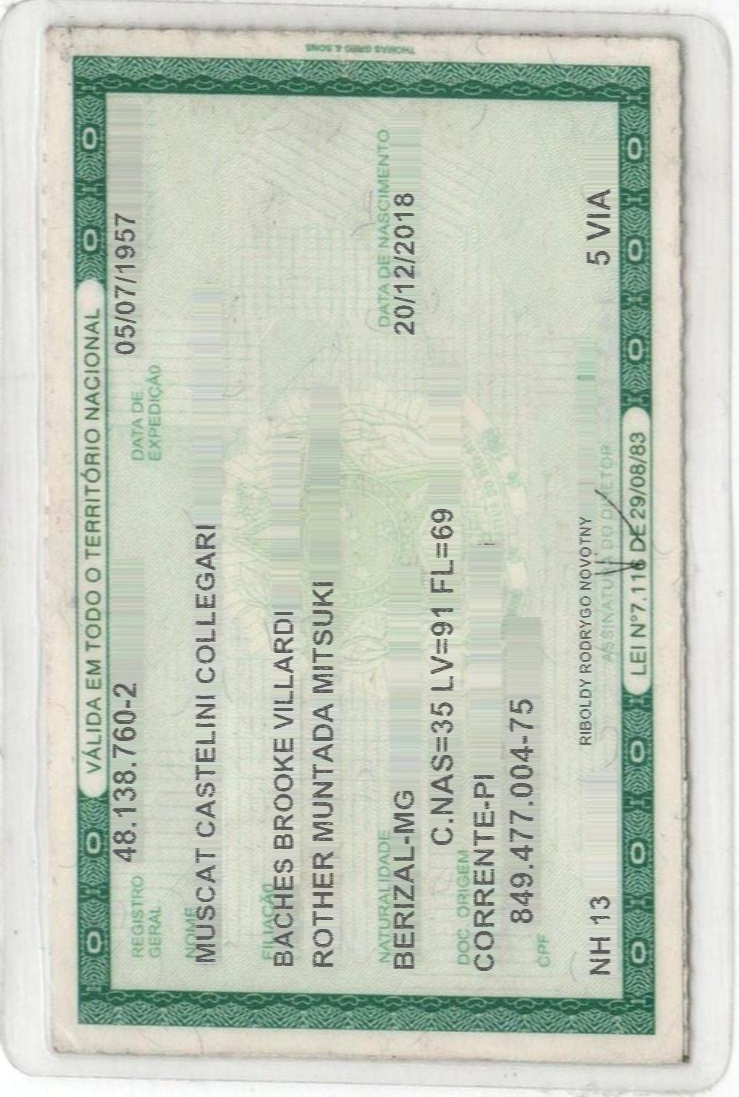 THOMAS GREG & SONS
VÁLIDA EM TODO O TERRITÓRIO NACIONAL
REGISTRO GERAL 48.138.760-2 DATA DE EXPEDIÇÃO 05/07/1957
NOME
MUSCAT CASTELINI COLLEGARI
FILIAÇÃO
BACHES BROOKE VILLARDI
ROTHER MUNTADA MITSUKI
NATURALIDADE DATA DE NASCIMENTO
BERIZAL-MG 20/12/2018
DOC. ORIGEM C.NAS=35 LV=91 FL=69
CORRENTE-PI
CPF 849.477.004-75
NH 13 RIBOLDY RODRYGO NOVOTNY 5 VIA
ASSINATURA DO DIRETOR
LEI Nº7.116 DE 29/08/83